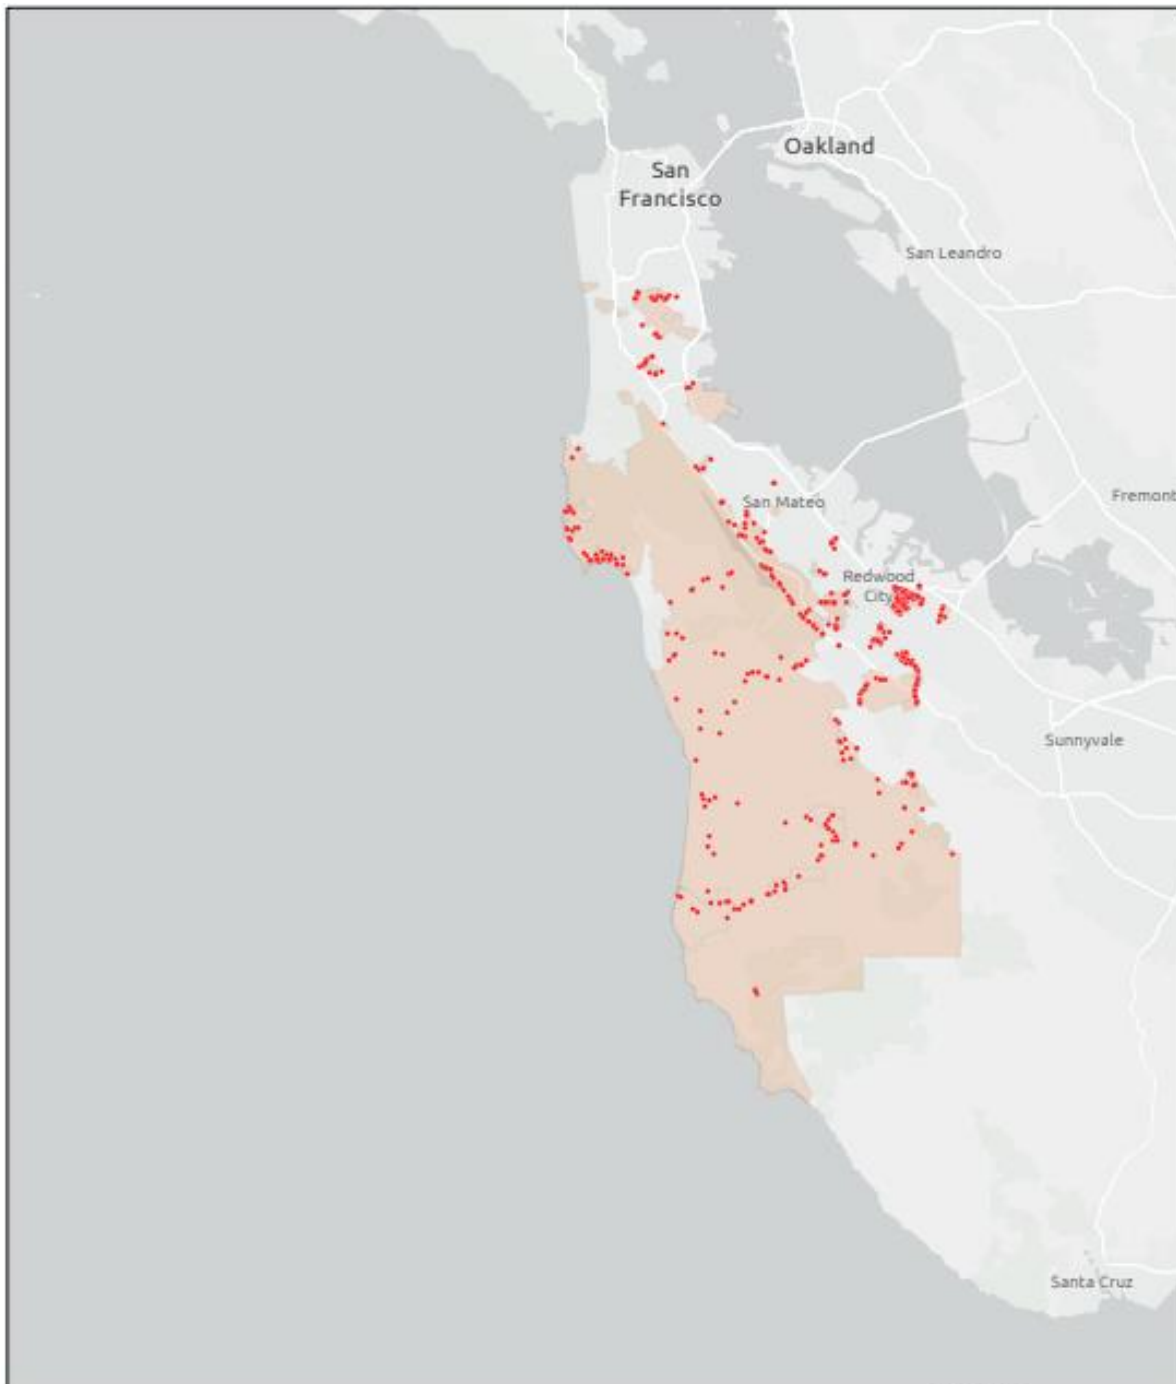 Oakland
San
Francisco
San Leandro
San Mateo
Fremont
Redwood
City
Sunnyvale
Santa Cruz